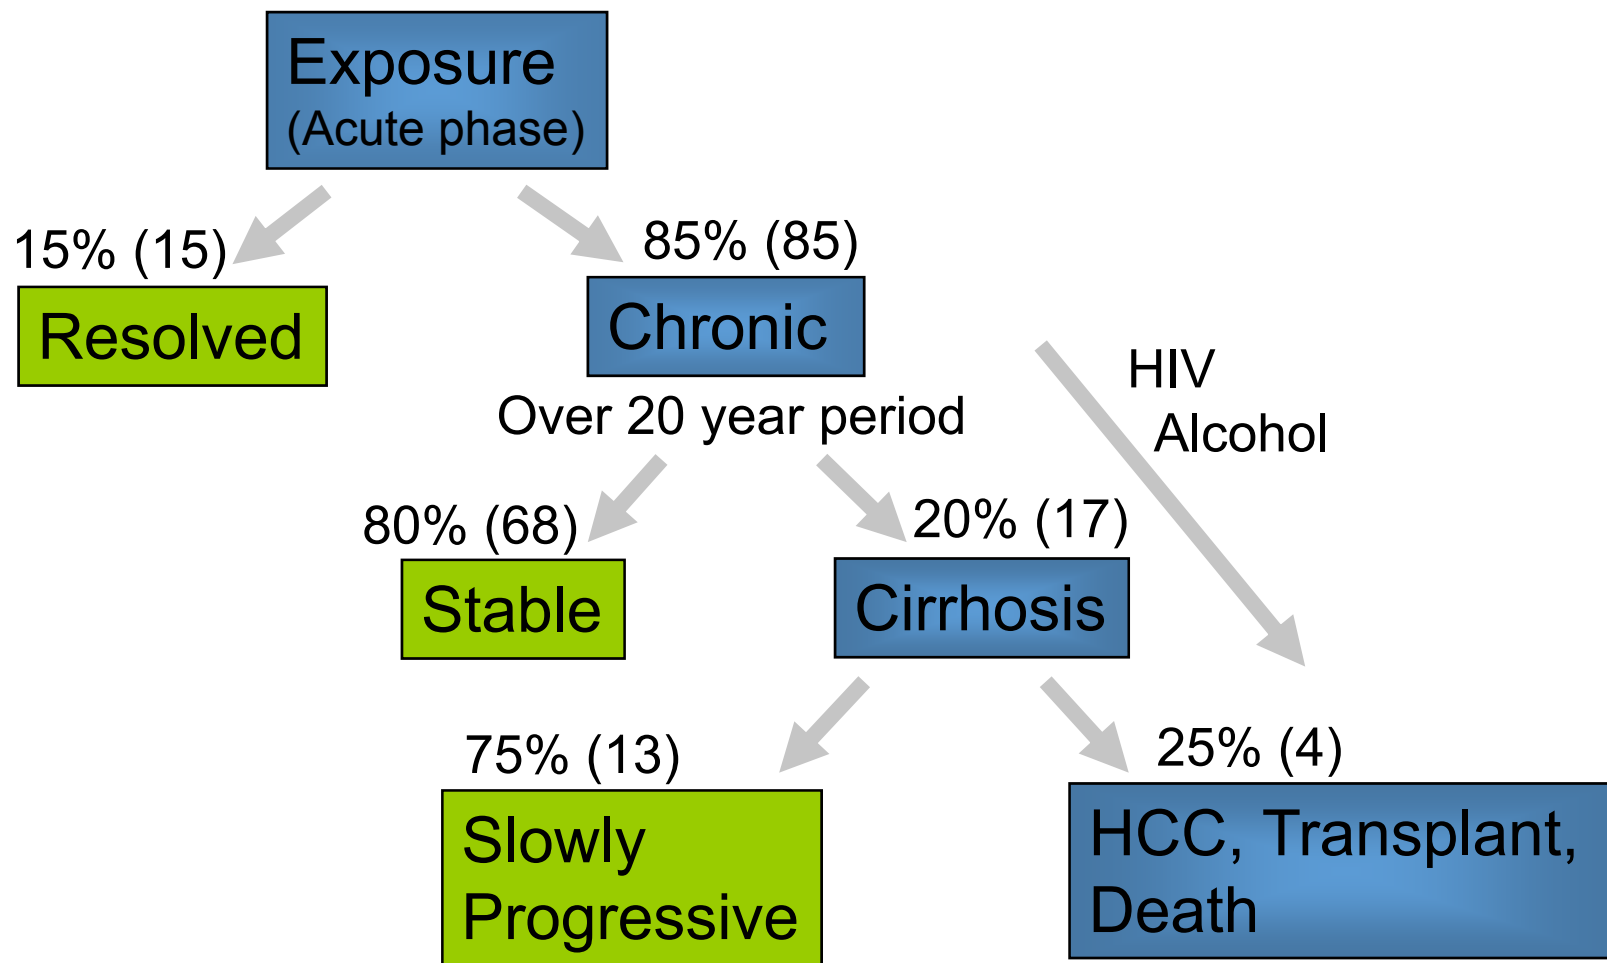 Exposure
(Acute phase)
15% (15)
85% (85)
Resolved
Chronic
HIV
Alcohol
Over 20 year period
80% (68)
20% (17)
Stable
Cirrhosis
75% (13)
25% (4)
Slowly
Progressive
HCC, Transplant,
Death